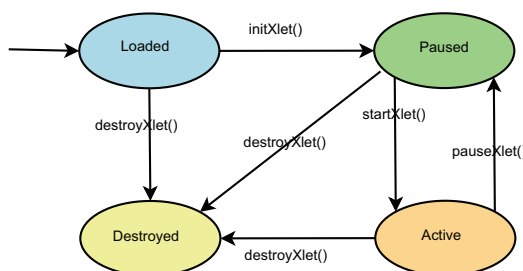 initXlet()
Loaded
Paused
startXlet()
destroyXlet()
destroyXlet()
pauseXlet()
Destroyed
Active
destroyXlet()